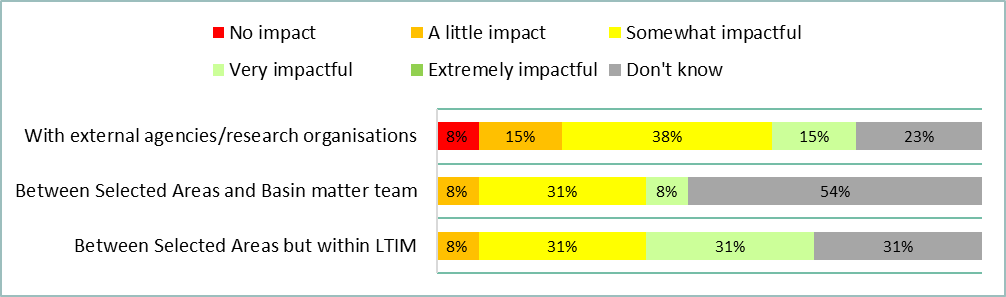 No impact A little impact Somewhat impactful
Very impactful Extremely impactful Don't know
With external agencies/research organisations 8% 15% 38% 15% 23%
Between Selected Areas and Basin matter team 8% 31% 8% 54%
Between Selected Areas but within LTIM 8% 31% 31% 31%